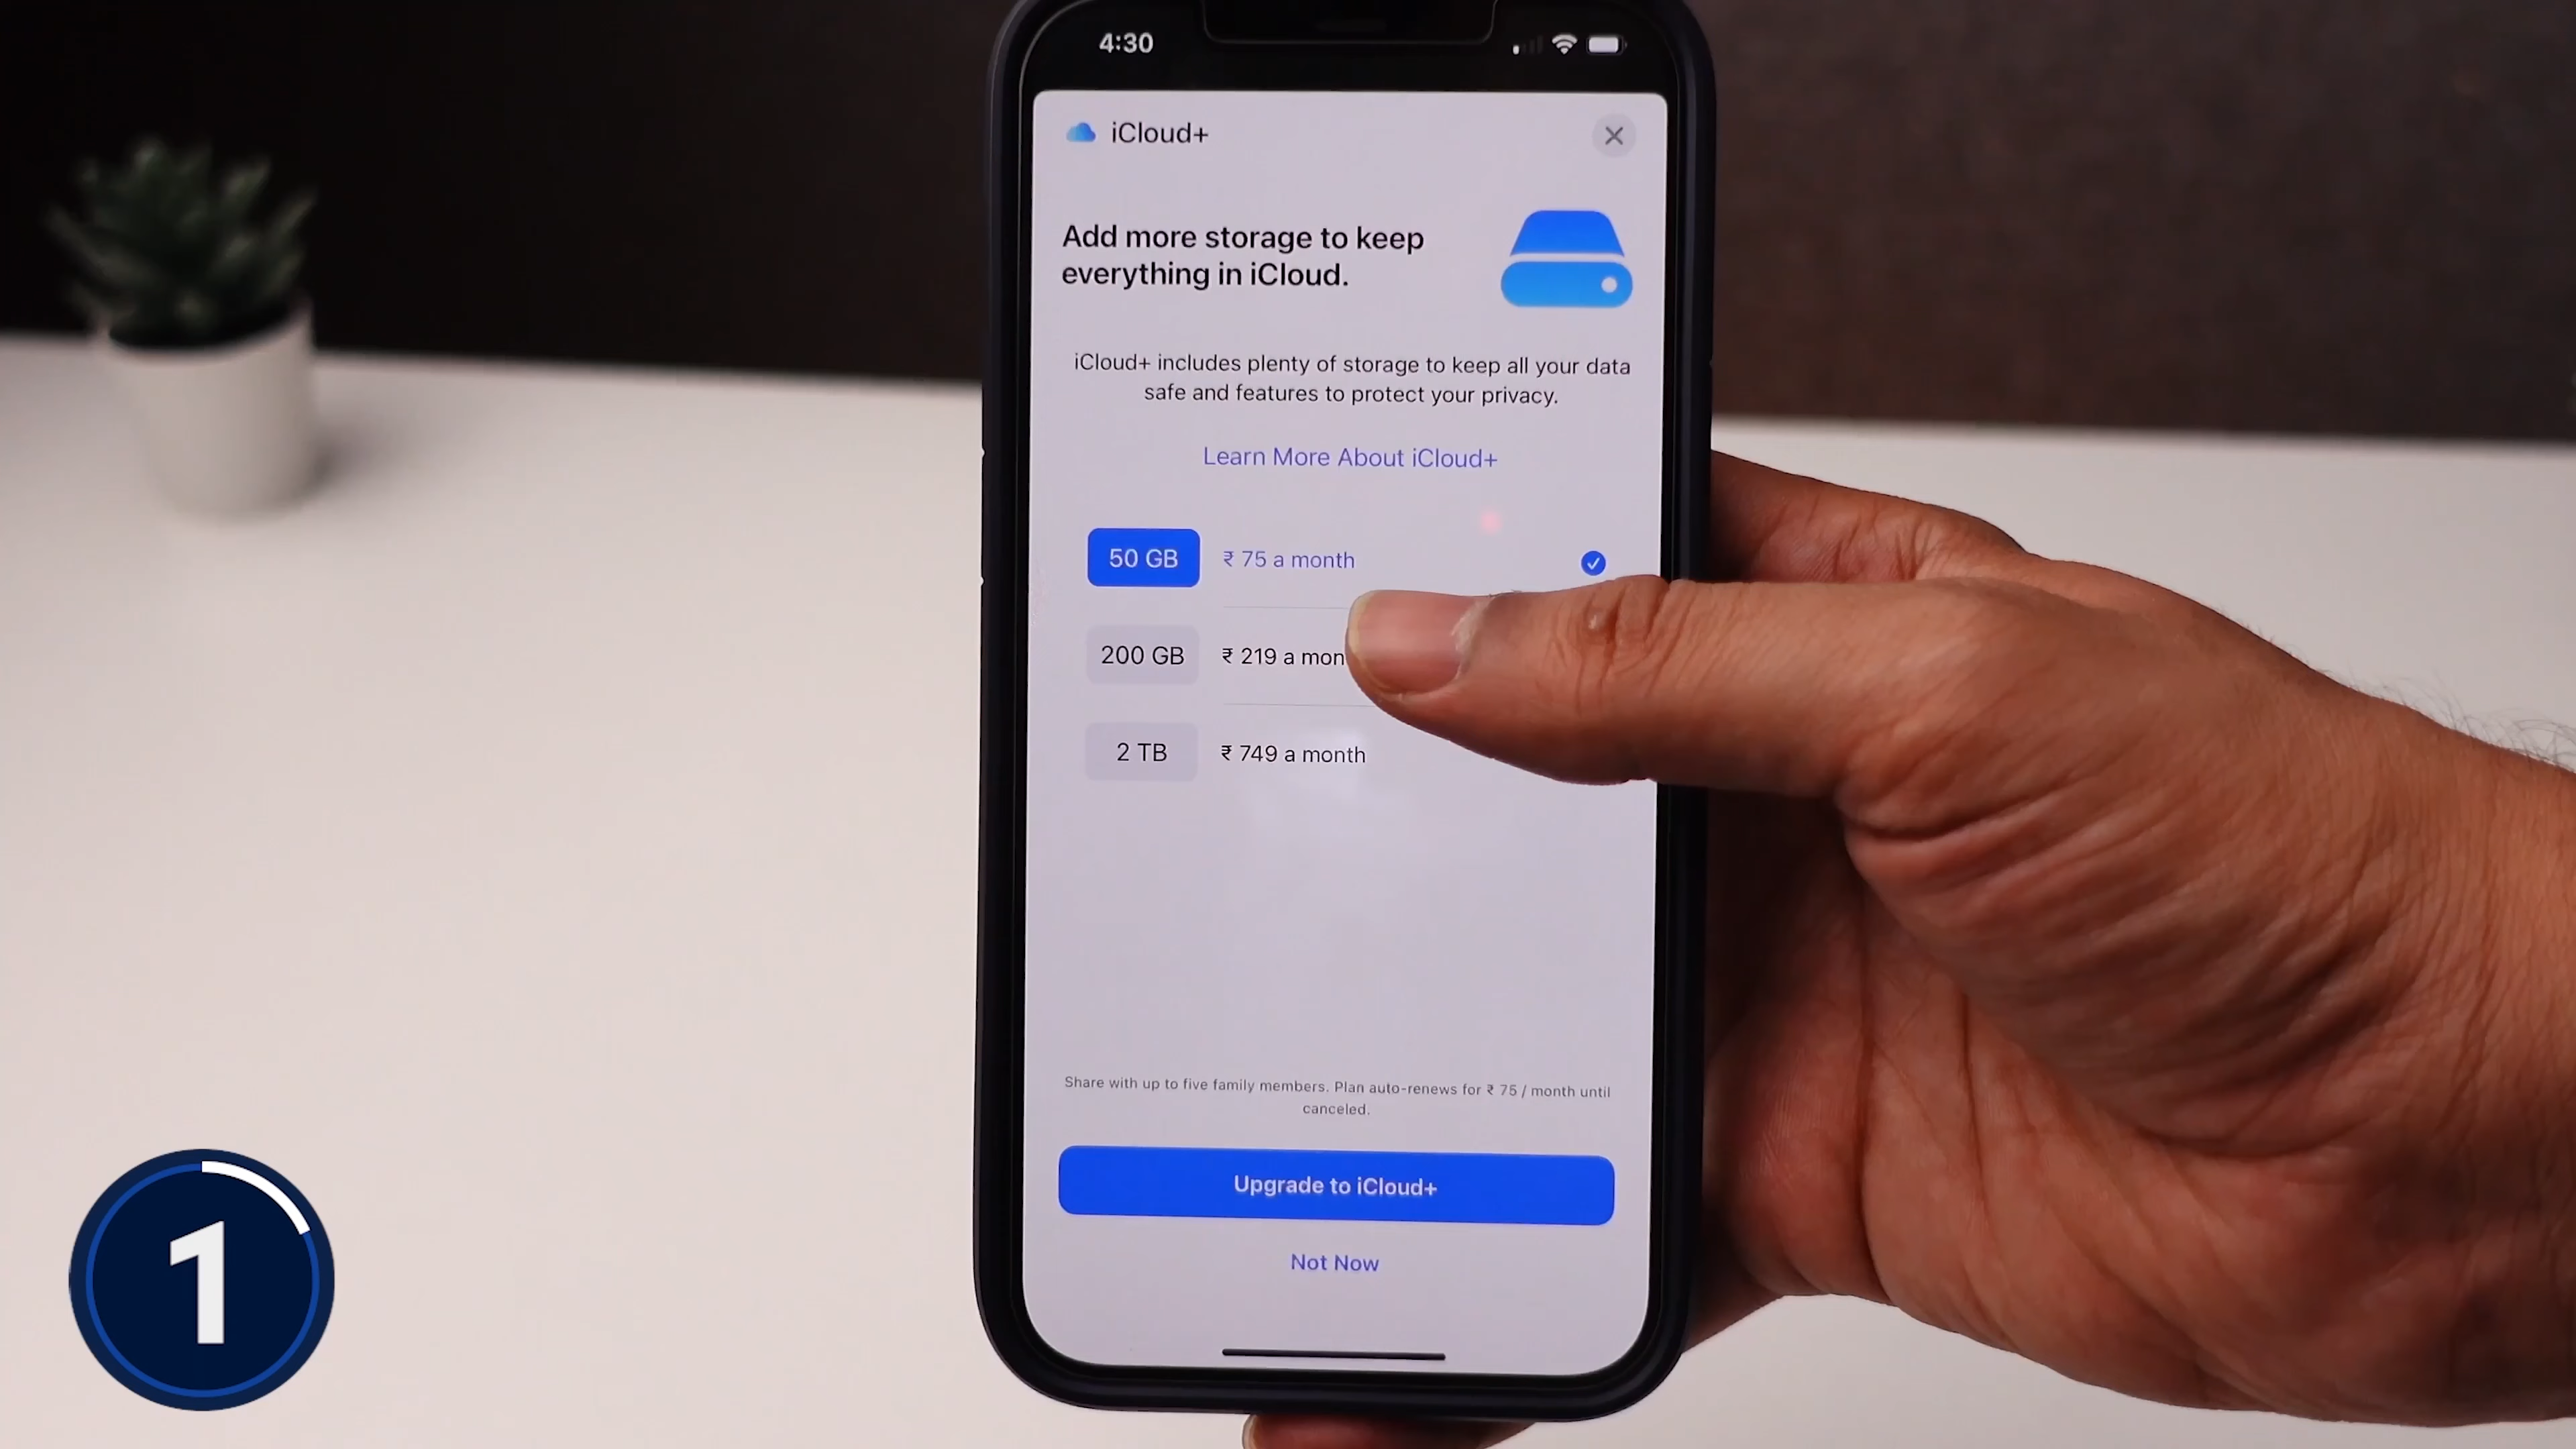 4:30
iCloud+
Add more storage to keep
everything in iCloud.
iCloud+ includes plenty of storage to keep all your data
safe and features to protect your privacy.
Learn More About iCloud+
50 GB ₹ 75 a month
200 GB ₹ 219 a mon
2 TB ₹ 749 a month
Share with up to five family members. Plan auto-renews for ₹ 75 / month until
canceled.
Upgrade to iCloud+
Not Now
1